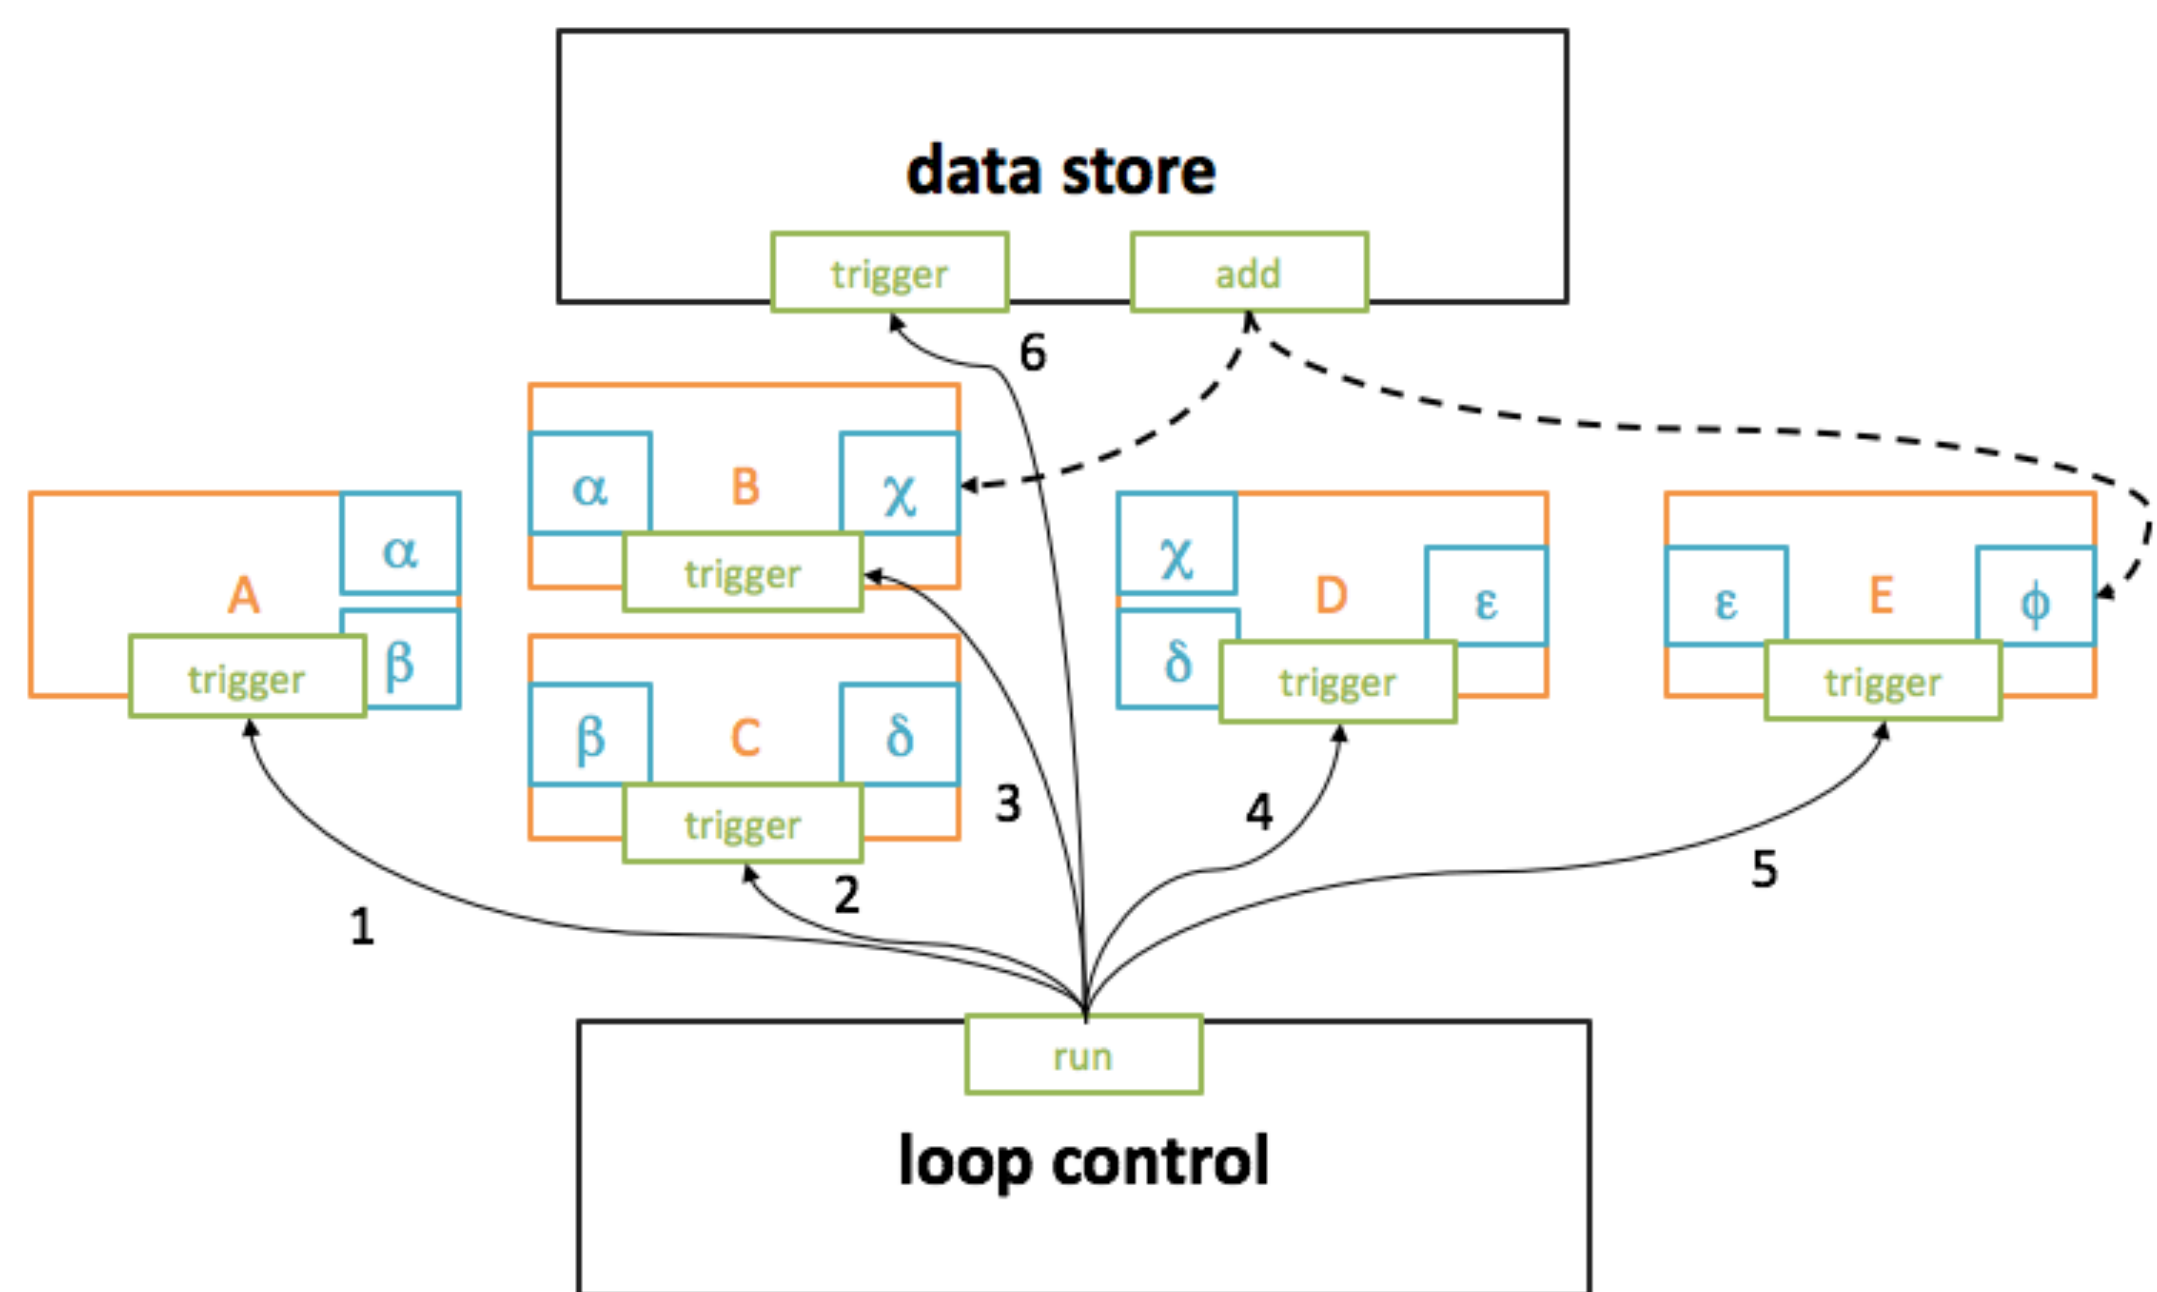 data store
trigger
add
6
α
B
χ
trigger
A
α
β
trigger
χ
D
ε
δ
trigger
ε
E
ϕ
trigger
β
C
δ
trigger
3
4
5
2
1
run
loop control